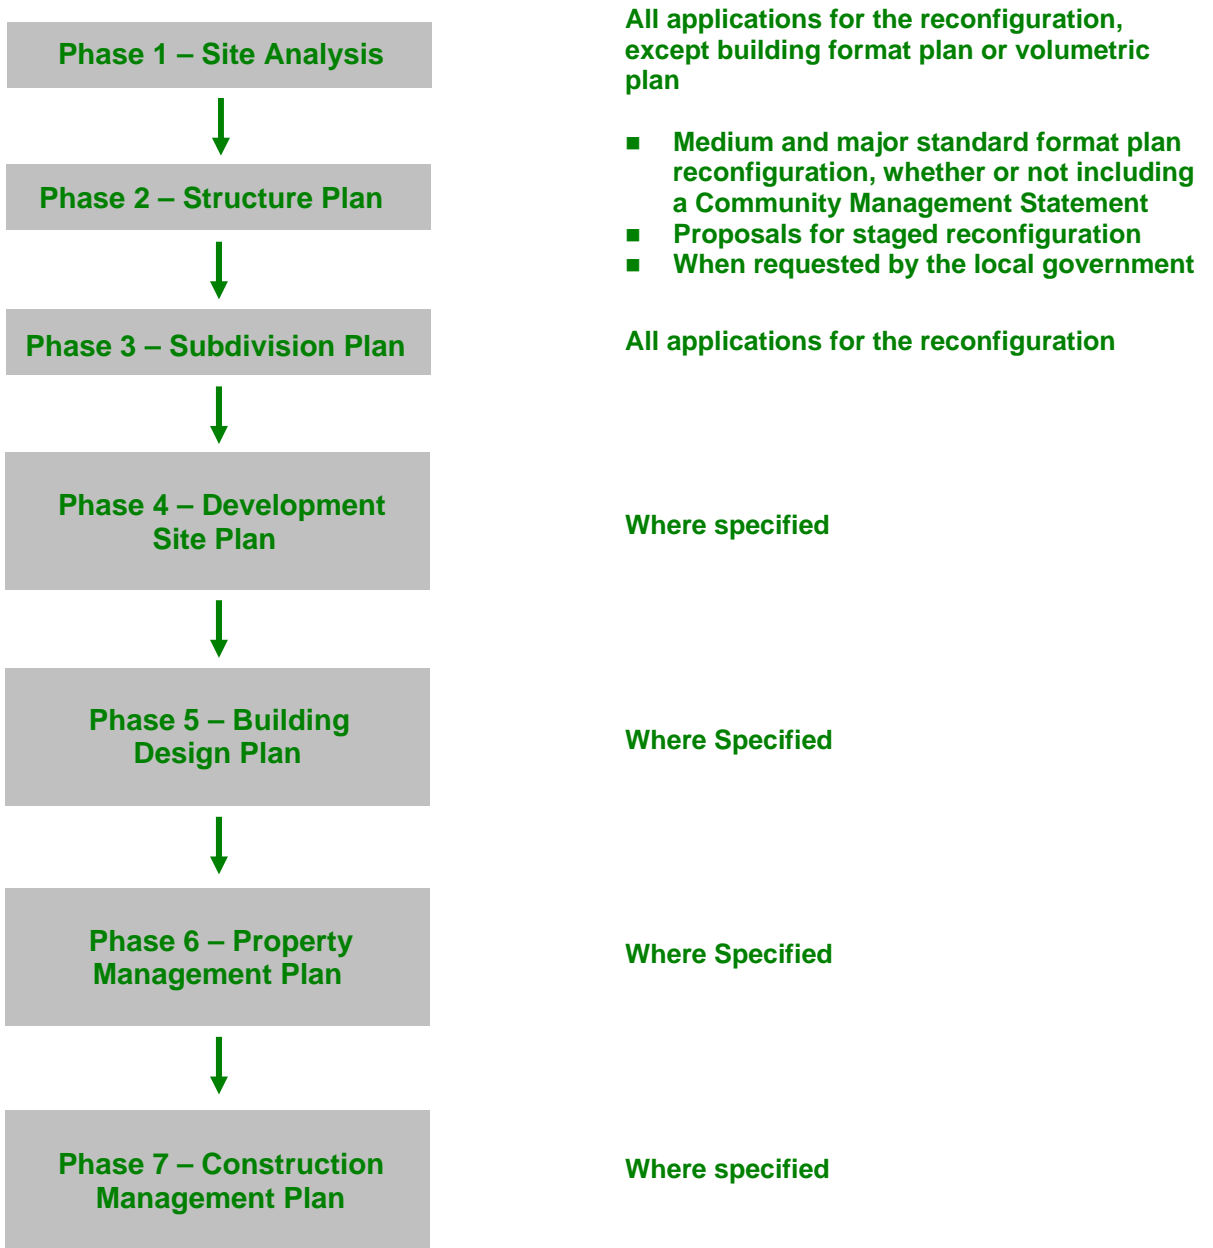 Phase 1 – Site Analysis
All applications for the reconfiguration,
except building format plan or volumetric
plan
Phase 2 – Structure Plan
■ Medium and major standard format plan
reconfiguration, whether or not including
a Community Management Statement
■ Proposals for staged reconfiguration
■ When requested by the local government
Phase 3 – Subdivision Plan
All applications for the reconfiguration
Phase 4 – Development
Site Plan
Where specified
Phase 5 – Building
Design Plan
Where Specified
Phase 6 – Property
Management Plan
Where Specified
Phase 7 – Construction
Management Plan
Where specified